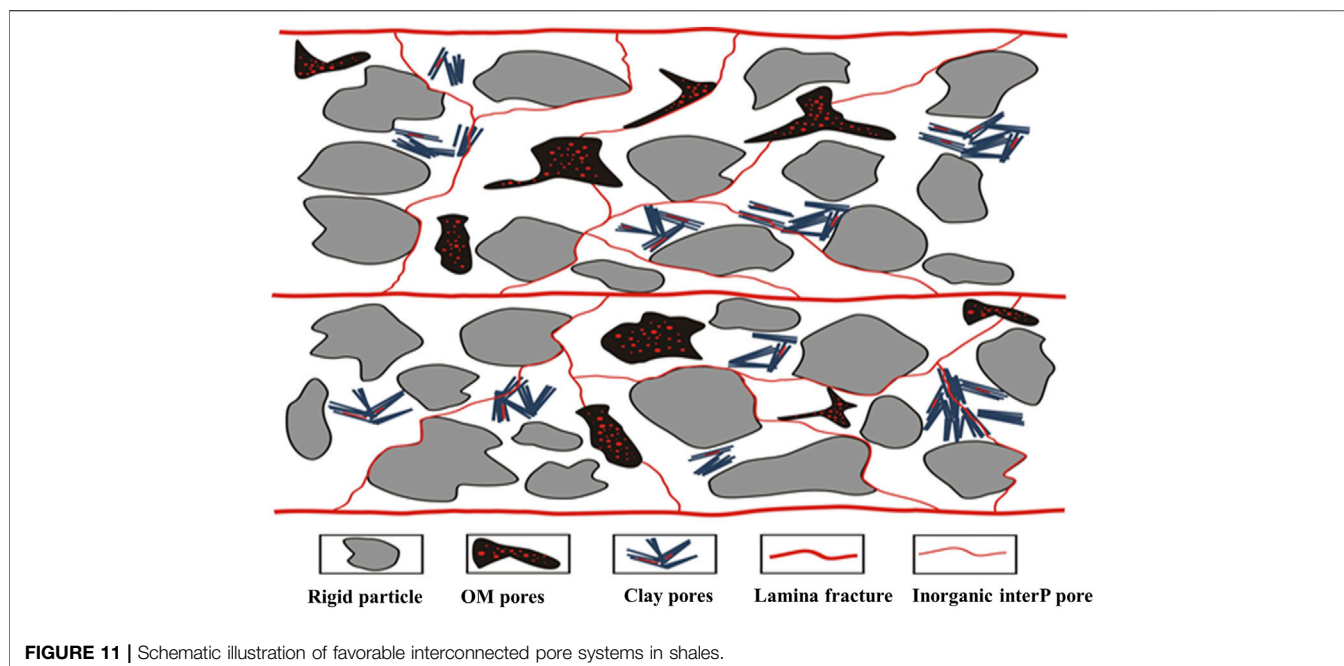 Rigid particle OM pores Clay pores Lamina fracture Inorganic interP pore
FIGURE 11 | Schematic illustration of favorable interconnected pore systems in shales.